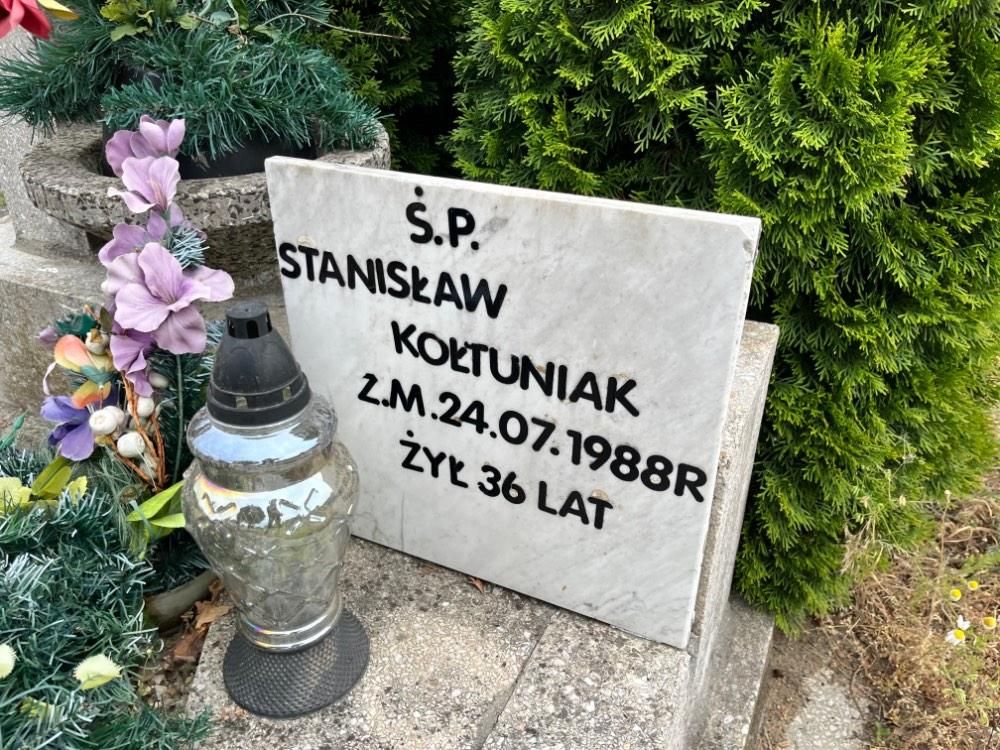 Ś.P.
STANISŁAW
KOŁTUNIAK
Z.M.24.07.1988R
ŻYŁ 36 LAT